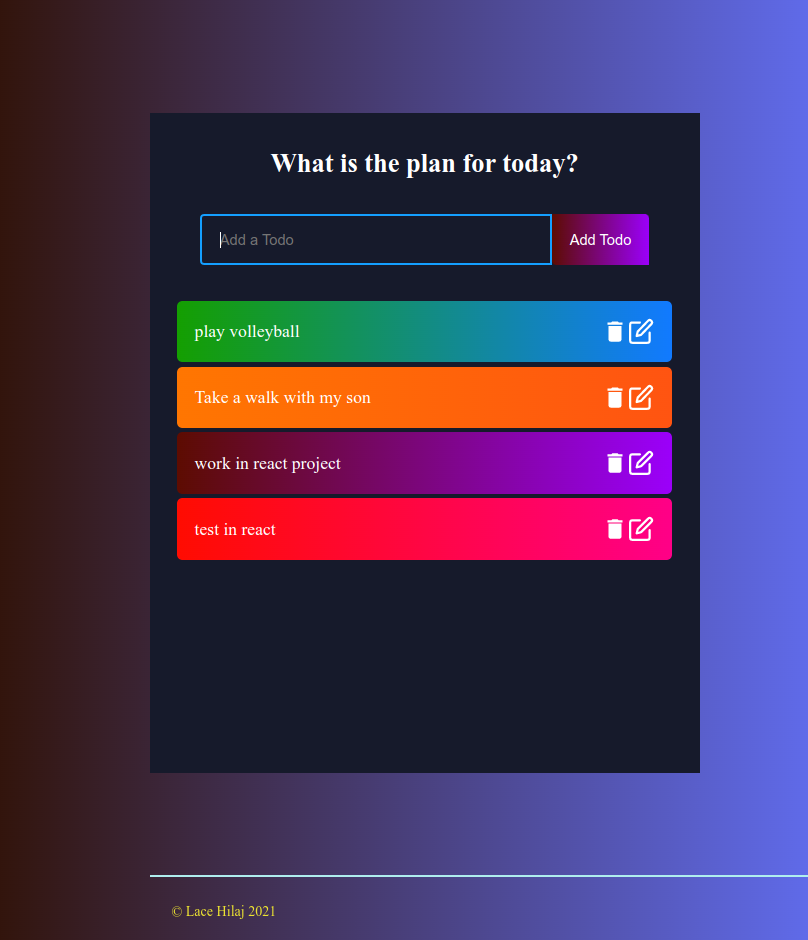 What is the plan for today?
Add a Todo
Add Todo
play volleyball
Take a walk with my son
work in react project
test in react
© Lace Hilaj 2021